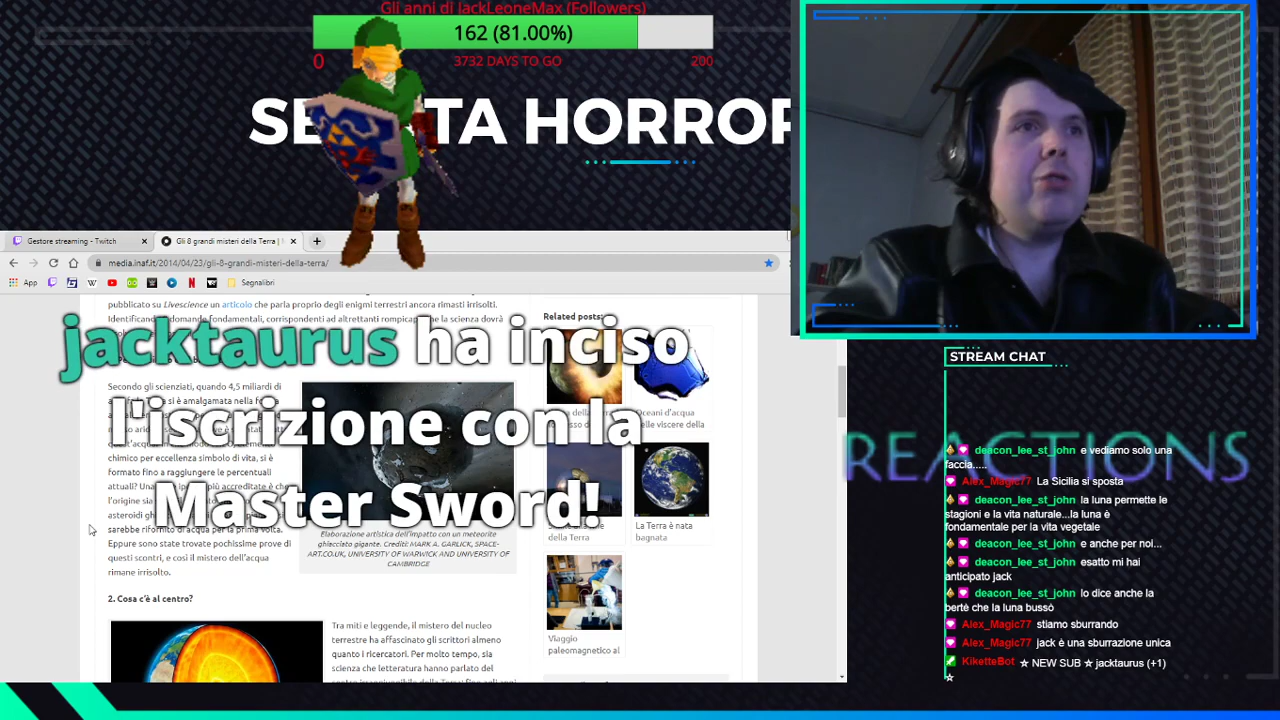 Gli anni di JackLeoneMax (Followers)
162 (81.00%)
0
3732 DAYS TO GO
200
HORROR
Gestore streaming - Twitch
Gli 8 grandi misteri della Terra |
media.inaf.it/2014/04/23/gli-8-grandi-misteri-della-terra/
App
Segnalibri
pubblicato su Livescience un articolo che parla proprio degli enigmi terrestri ancora rimasti irrisolti.
Related posts:
jacktaurus ha inciso
l'iscrizione con la
Master Sword!
Secondo gli scienziati, quando 4,5 miliardi di
si è amalgamata nella
chimico per eccellenza simbolo di vita, si è
formato fino a raggiungere le percentuali
attuali?
sarebbe rifornito di acqua per la prima volta.
Eppure sono state trovate pochissime prove di
questi scontri, e così il mistero dell'acqua
rimane irrisolto.
Elaborazione artistica dell'impatto con un meteorite
ghiacciato gigante. Crediti: MARK A. GARLICK, SPACE-
ART.CO.UK, UNIVERSITY OF WARWICK AND UNIVERSITY OF
CAMBRIDGE
Oceani d'acqua
nelle viscere della
della Terra
La Terra è nata
bagnata
Viaggio
paleomagnetico al
2. Cosa c'è al centro?
Tra miti e leggende, il mistero del nucleo
terrestre ha affascinato gli scrittori almeno
quanto i ricercatori. Per molto tempo, sia
scienza che letteratura hanno parlato del
STREAM CHAT
REACTIONS
deacon_lee_st_john e vediamo solo una
faccia.....
Alex_Magic77 La Sicilia si sposta
deacon_lee_st_john la luna permette le
stagioni e la vita naturale...la luna è
fondamentale per la vita vegetale
deacon_lee_st_john e anche per noi...
deacon_lee_st_john esatto mi hai
anticipato jack
deacon_lee_st_john lo dice anche la
bertè che la luna bussò
Alex_Magic77 stiamo sburrando
Alex_Magic77 jack è una sburrazione unica
KiketteBot ☆ NEW SUB ☆ jacktaurus (+1)
☆